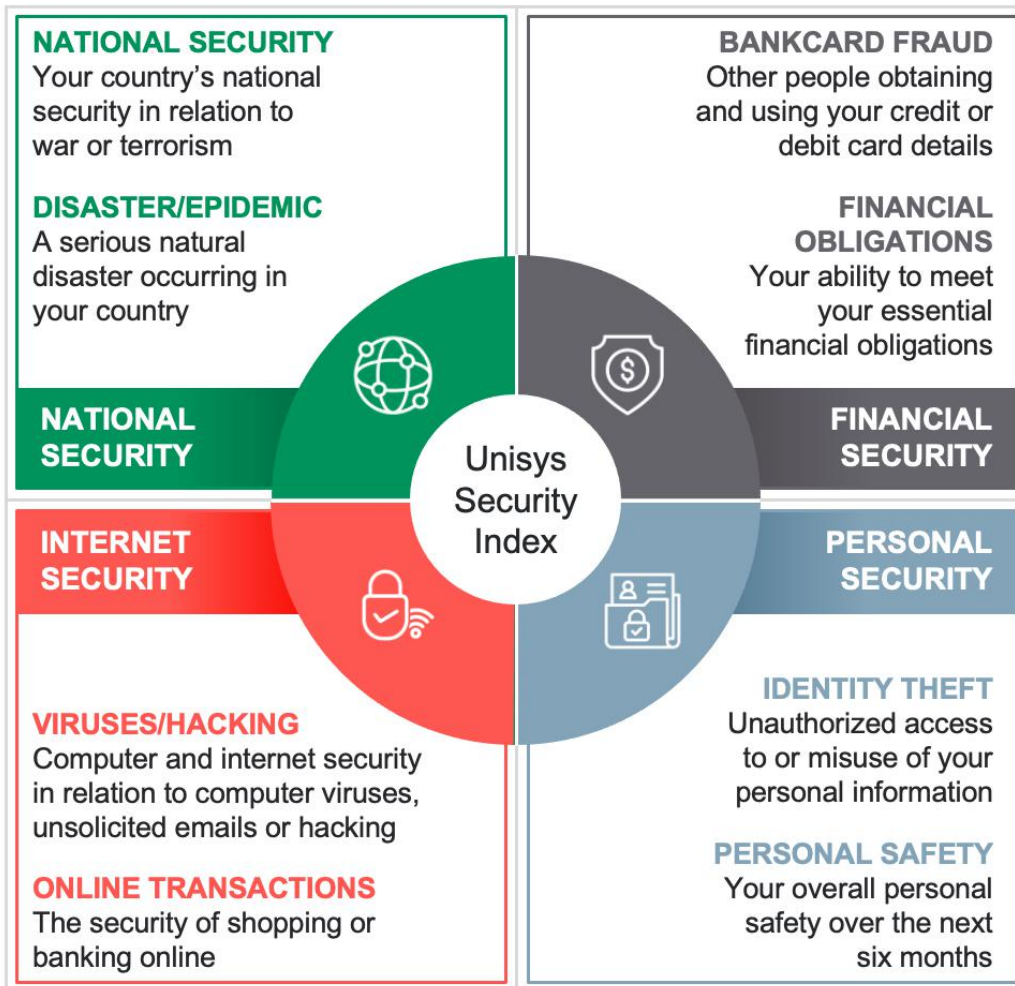 NATIONAL SECURITY
Your country’s national
security in relation to
war or terrorism
DISASTER/EPIDEMIC
A serious natural
disaster occurring in
your country
NATIONAL
SECURITY
BANKCARD FRAUD
Other people obtaining
and using your credit or
debit card details
FINANCIAL
OBLIGATIONS
Your ability to meet
your essential
financial obligations
FINANCIAL
SECURITY
$
Unisys
Security
Index
INTERNET
SECURITY
VIRUSES/HACKING
Computer and internet security
in relation to computer viruses,
unsolicited emails or hacking
ONLINE TRANSACTIONS
The security of shopping or
banking online
PERSONAL
SECURITY
IDENTITY THEFT
Unauthorized access
to or misuse of your
personal information
PERSONAL SAFETY
Your overall personal
safety over the next
six months